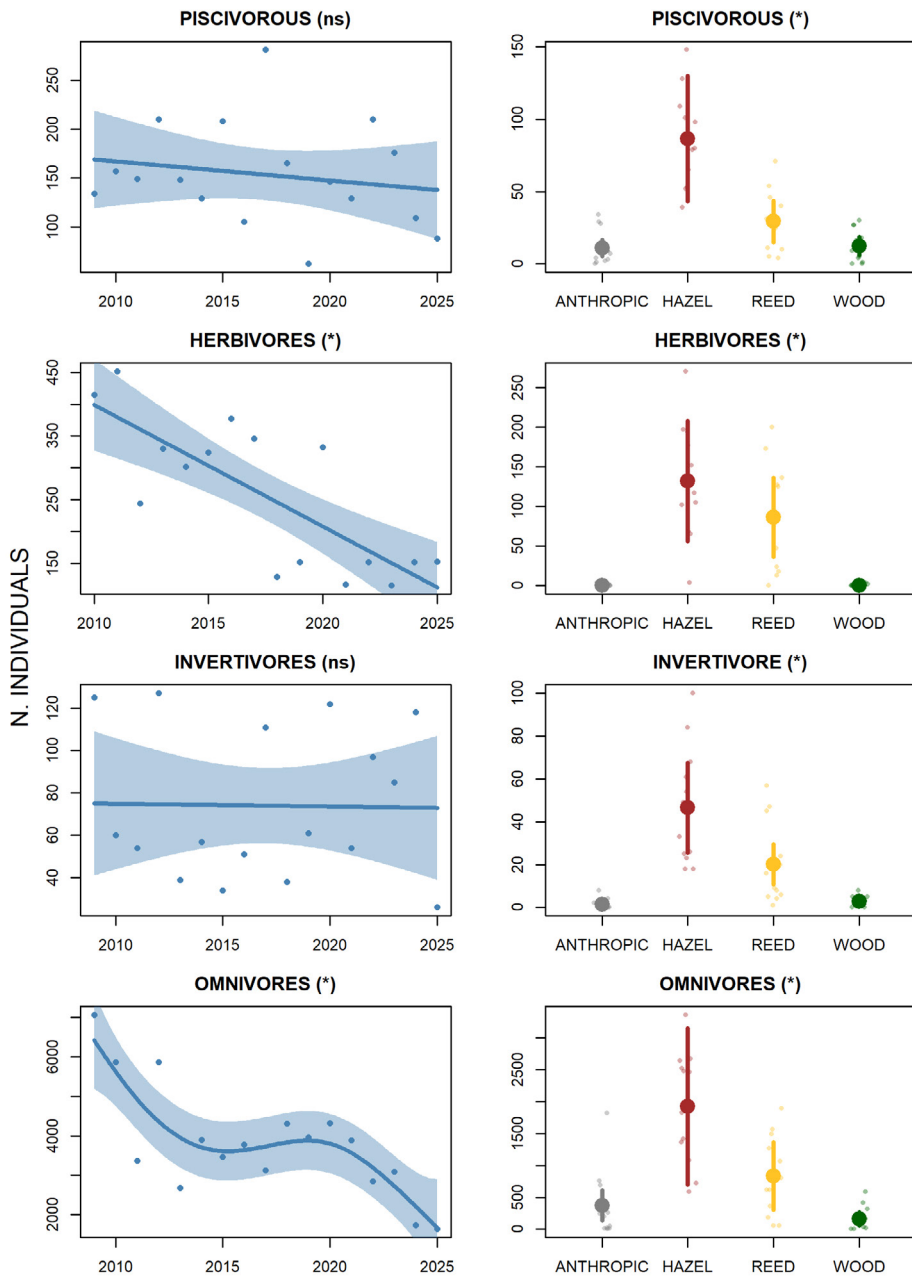 PISCIVOROUS (ns)
250
200
150
100
2010 2015 2020 2025
PISCIVOROUS (*)
150
100
50
0
ANTHROPIC HAZEL REED WOOD
HERBIVORES (*)
450
350
250
150
2010 2015 2020 2025
HERBIVORES (*)
250
200
150
100
50
0
ANTHROPIC HAZEL REED WOOD
N. INDIVIDUALS
INVERTIVORES (ns)
120
100
80
60
40
2010 2015 2020 2025
INVERTIVORE (*)
100
80
60
40
20
0
ANTHROPIC HAZEL REED WOOD
OMNIVORES (*)
6000
4000
2000
2010 2015 2020 2025
OMNIVORES (*)
2500
1500
500
0
ANTHROPIC HAZEL REED WOOD